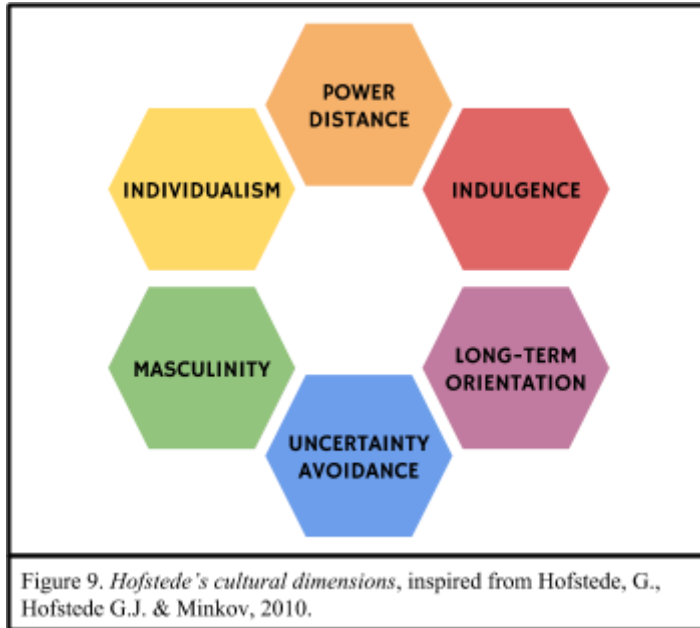 POWER
DISTANCE
INDIVIDUALISM
INDULGENCE
MASCULINITY
LONG-TERM
ORIENTATION
UNCERTAINTY
AVOIDANCE
Figure 9. Hofstede's cultural dimensions, inspired from Hofstede, G.,
Hofstede G.J. & Minkov, 2010.